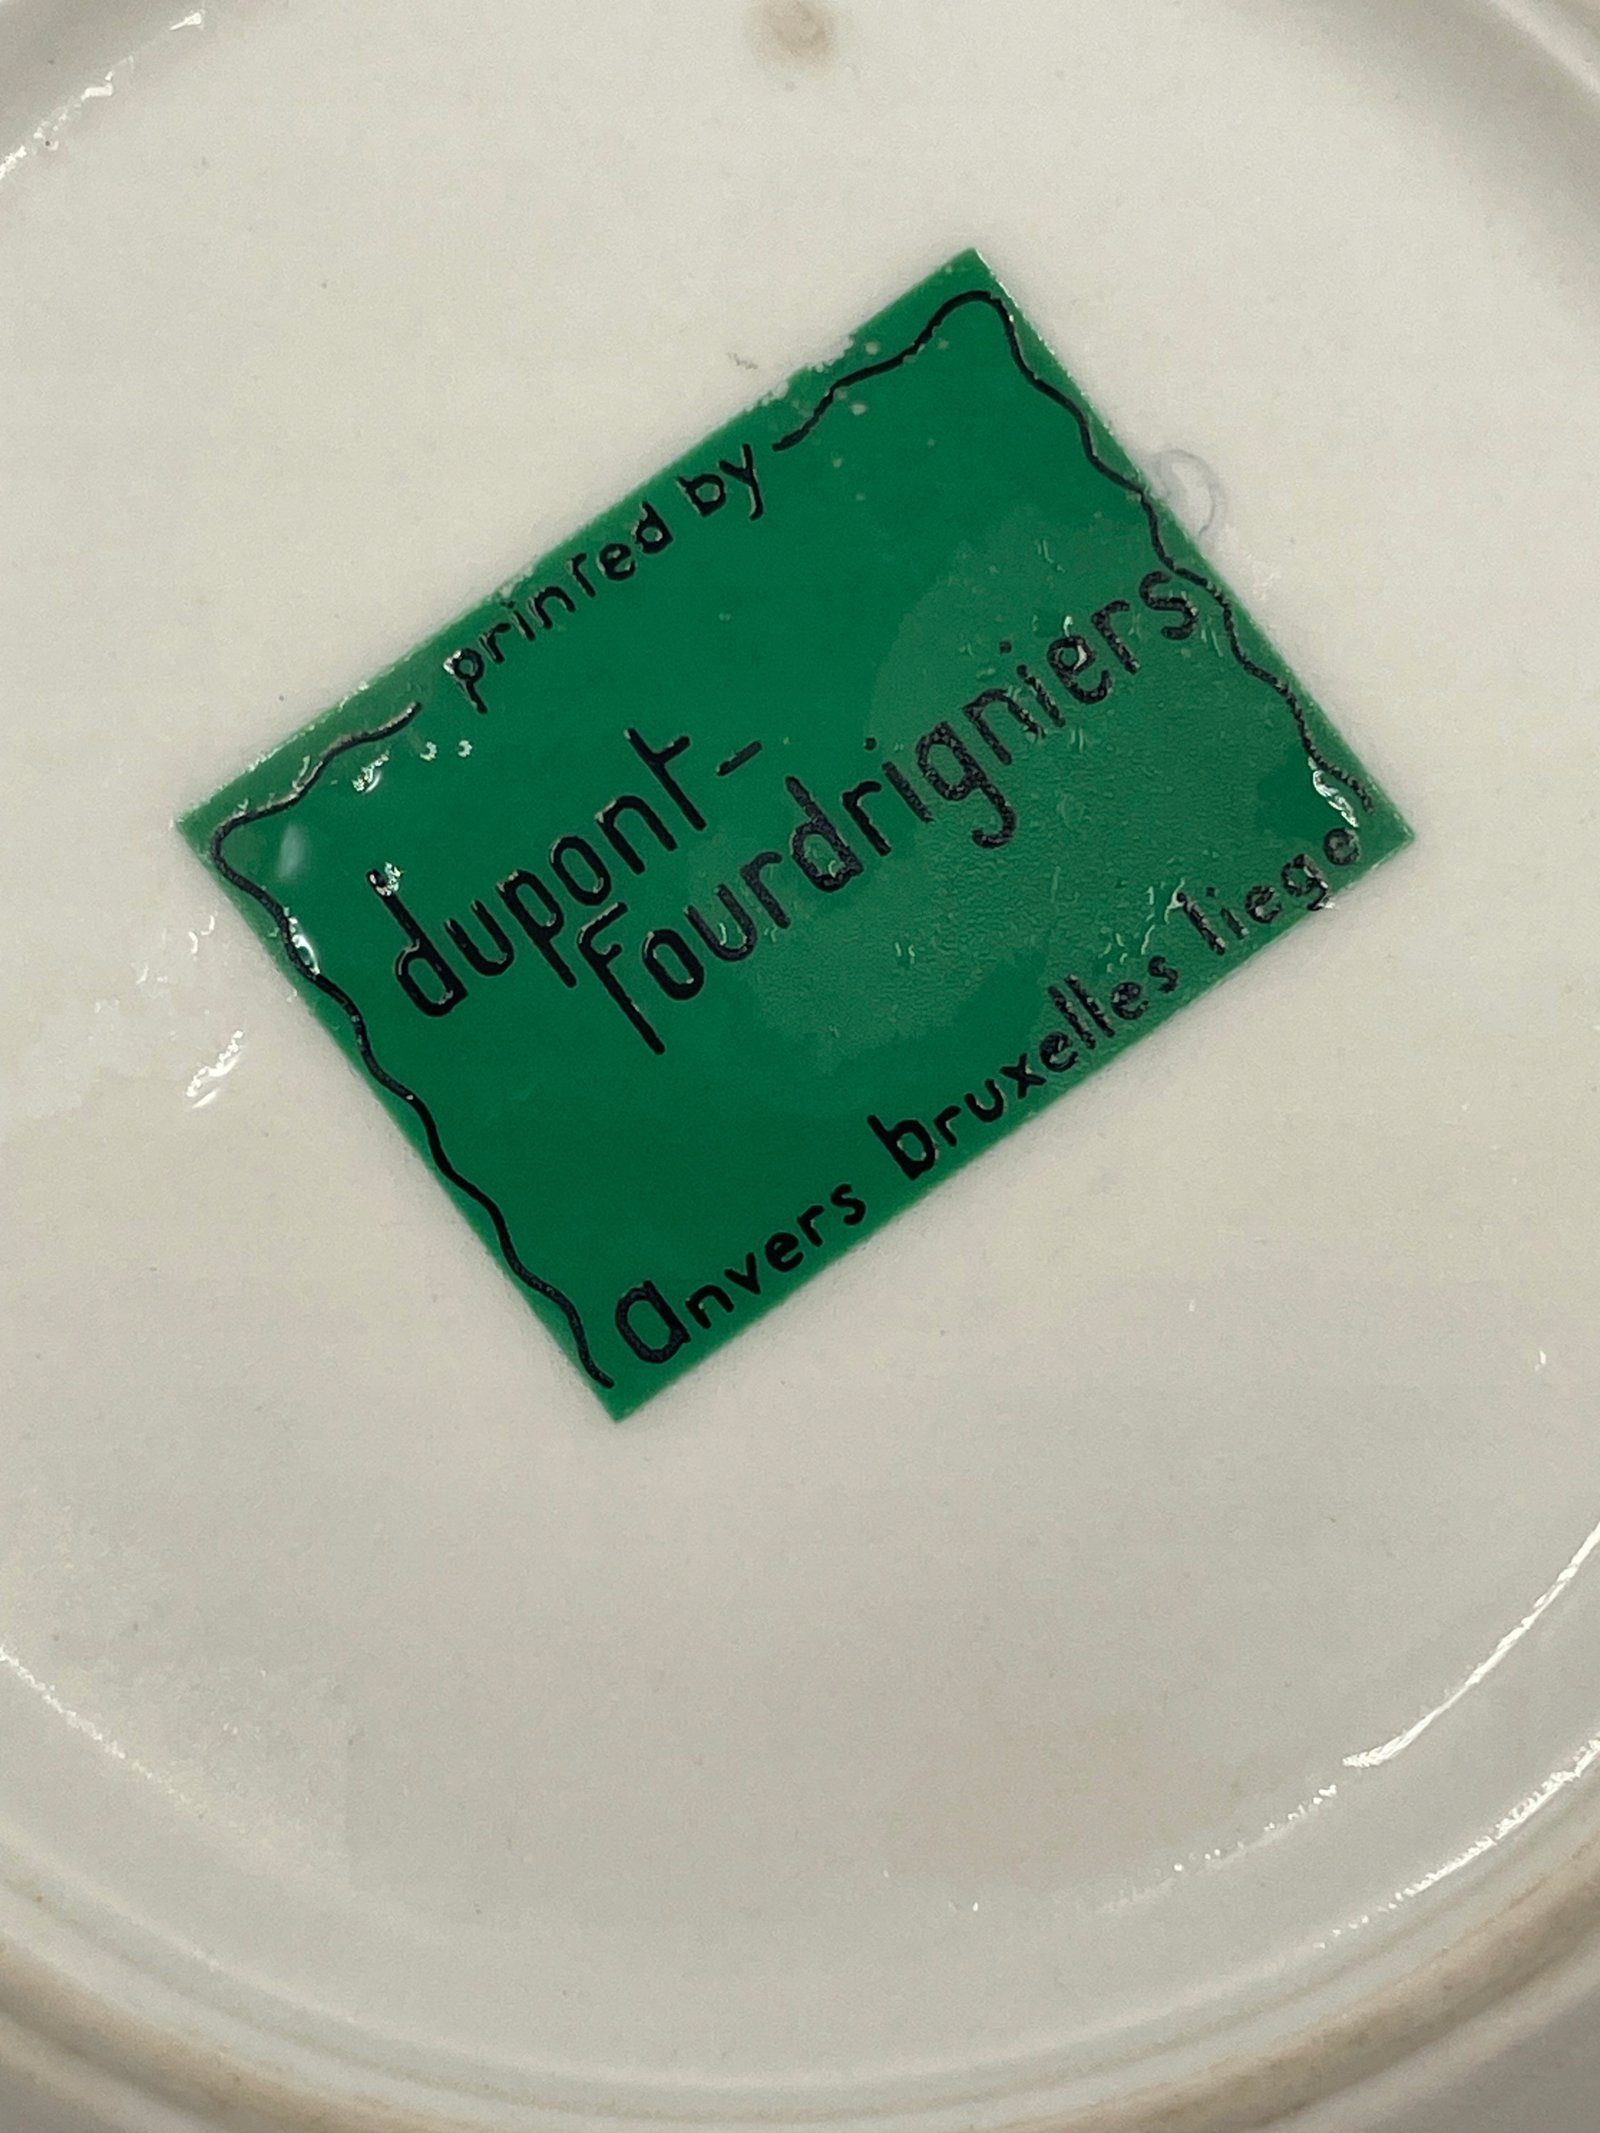 printed by
dupont-
Fourdrigniers
anvers bruxelles liege